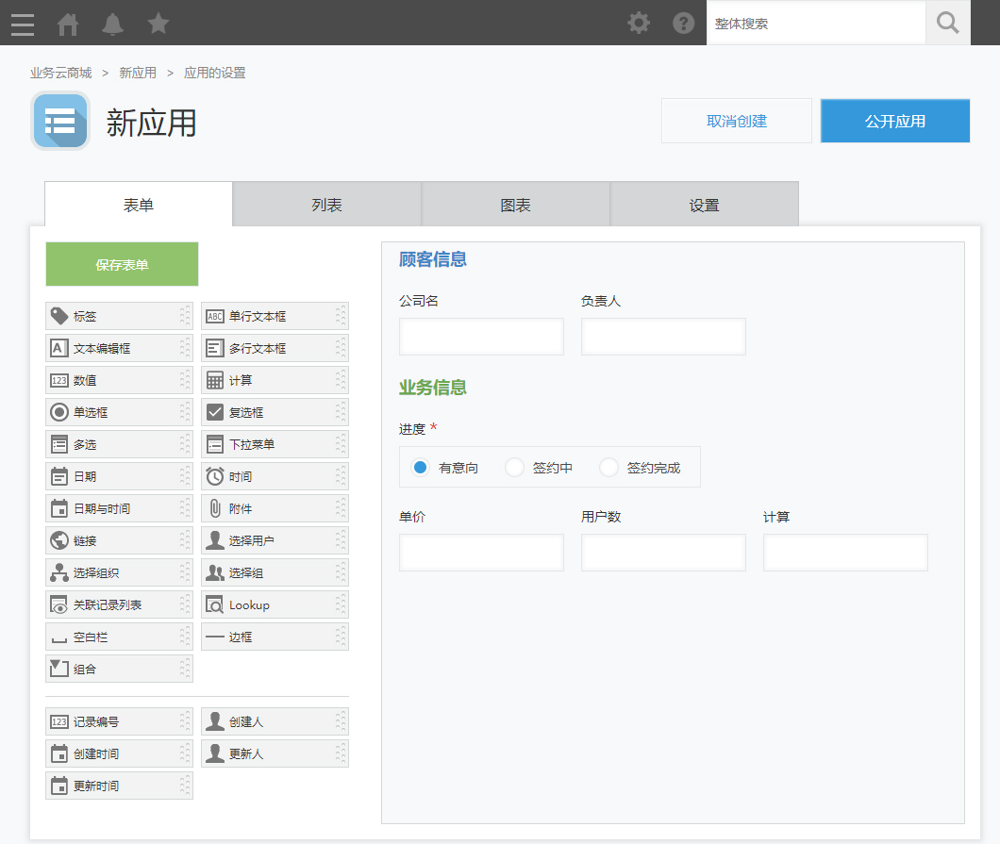 整体搜索
业务云商城 > 新应用 > 应用的设置
新应用
取消创建
公开应用
表单
列表
图表
设置
保存表单
标签
ABC 单行文本框
A 文本编辑框
多行文本框
123 数值
计算
单选框
复选框
多选
下拉菜单
日期
时间
日期与时间
附件
链接
选择用户
选择组织
选择组
关联记录列表
Lookup
空白栏
边框
组合
123 记录编号
创建人
创建时间
更新人
更新时间
顾客信息
公司名
负责人
业务信息
进度 *
有意向
签约中
签约完成
单价
用户数
计算